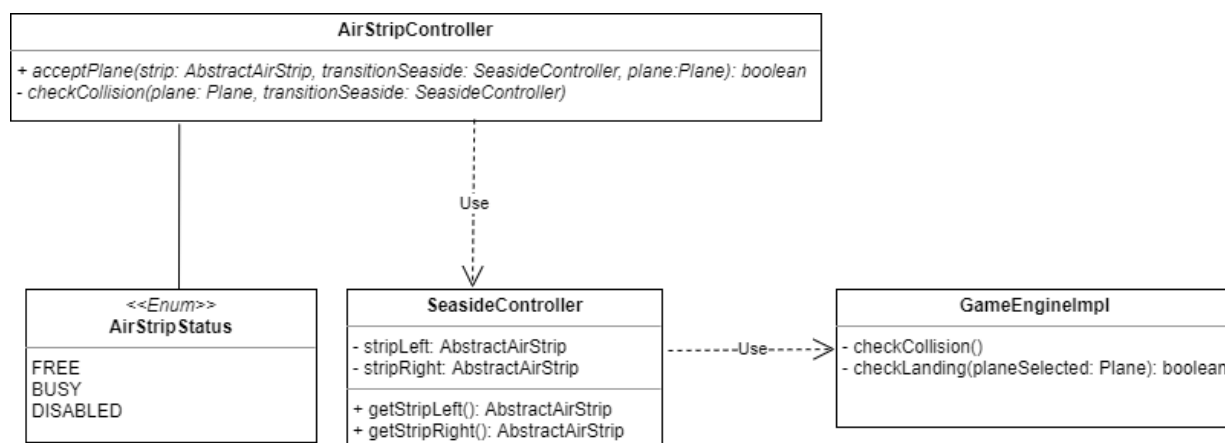 AirStripController
+ acceptPlane(strip: AbstractAirStrip, transitionSeaside: SeasideController, plane:Plane): boolean
- checkCollision(plane: Plane, transitionSeaside: SeasideController)
Use
<<Enum>>
AirStripStatus
FREE
BUSY
DISABLED
SeasideController
- stripLeft: AbstractAirStrip
- stripRight: AbstractAirStrip
+ getStripLeft(): AbstractAirStrip
+ getStripRight(): AbstractAirStrip
Use
GameEngineImpl
- checkCollision()
- checkLanding(planeSelected: Plane): boolean